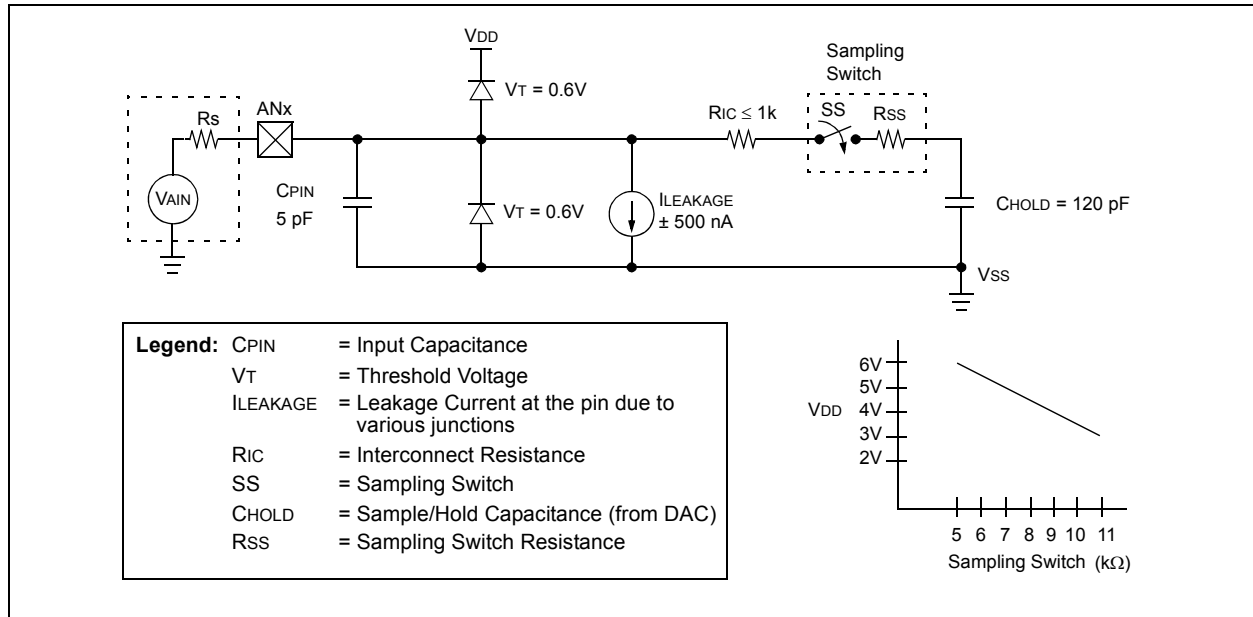 VDD
Sampling
Switch
VT = 0.6V
Rs
ANx
RIC ≤ 1k
SS
RSS
VAIN
CPIN
5 pF
VT = 0.6V
ILEAKAGE
± 500 nA
CHOLD = 120 pF
VSS
Legend: CPIN = Input Capacitance
VT = Threshold Voltage
ILEAKAGE = Leakage Current at the pin due to
various junctions
RIC = Interconnect Resistance
SS = Sampling Switch
CHOLD = Sample/Hold Capacitance (from DAC)
RSS = Sampling Switch Resistance
6V
5V
VDD 4V
3V
2V
5 6 7 8 9 10 11
Sampling Switch (kΩ)